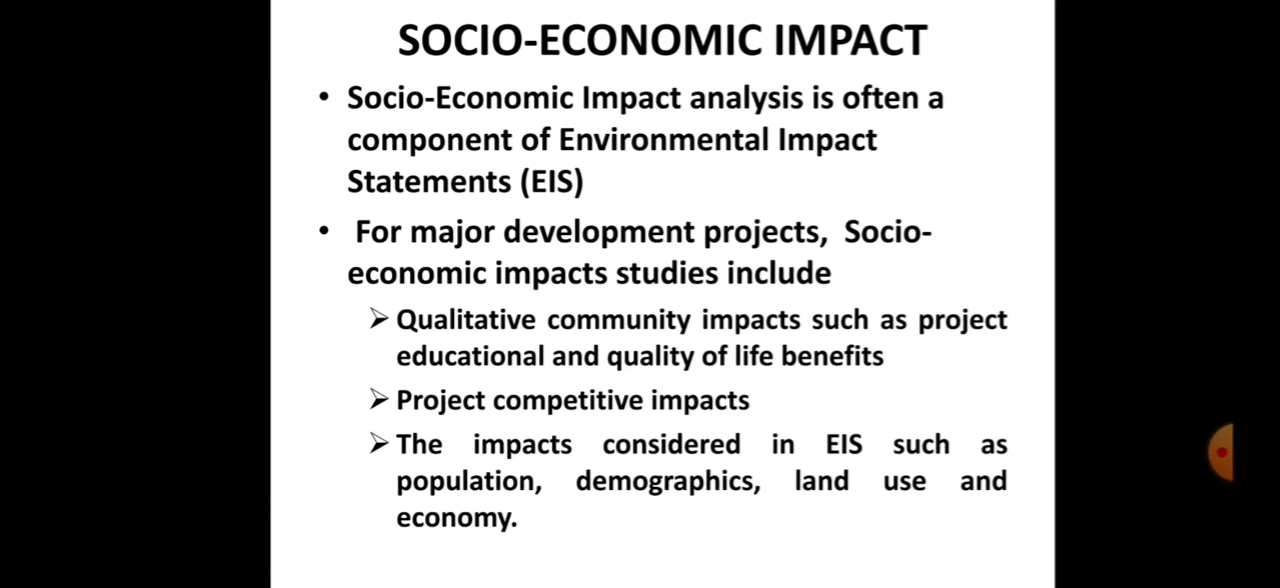 SOCIO-ECONOMIC IMPACT
• Socio-Economic Impact analysis is often a
component of Environmental Impact
Statements (EIS)
• For major development projects, Socio-
economic impacts studies include
➢ Qualitative community impacts such as project
educational and quality of life benefits
➢ Project competitive impacts
➢ The impacts considered in EIS such as
population, demographics, land use and
economy.